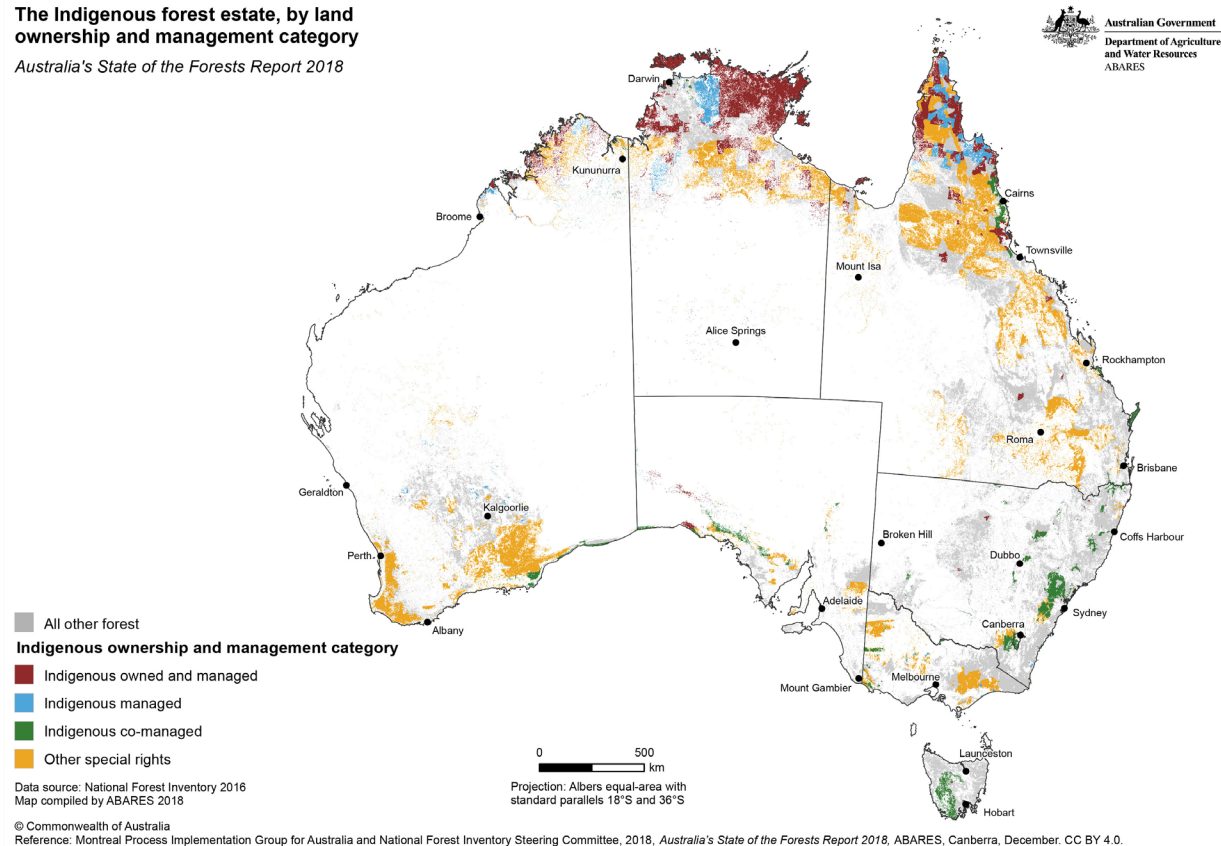 The Indigenous forest estate, by land
ownership and management category
Australia's State of the Forests Report 2018
Australian Government
Department of Agriculture
and Water Resources
ABARES
Darwin
Kununurra
Broome
Cairns
Townsville
Mount Isa
Alice Springs
Rockhampton
Roma
Brisbane
Geraldton
Kalgoorlie
Perth
Albany
Broken Hill
Coffs Harbour
Dubbo
Adelaide
Sydney
Canberra
Mount Gambier
Melbourne
Launceston
Hobart
All other forest
Indigenous ownership and management category
Indigenous owned and managed
Indigenous managed
Indigenous co-managed
Other special rights
0 500
km
Projection: Albers equal-area with
standard parallels 18°S and 36°S
Data source: National Forest Inventory 2016
Map compiled by ABARES 2018
© Commonwealth of Australia
Reference: Montreal Process Implementation Group for Australia and National Forest Inventory Steering Committee, 2018, Australia's State of the Forests Report 2018, ABARES, Canberra, December. CC BY 4.0.